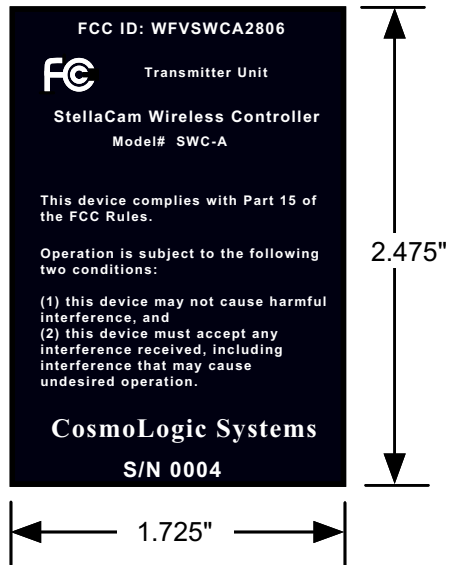 FCC ID: WFVSWCA2806
FC
Transmitter Unit
StellaCam Wireless Controller
Model# SWC-A
This device complies with Part 15 of
the FCC Rules.
Operation is subject to the following
two conditions:
(1) this device may not cause harmful
interference, and
(2) this device must accept any
interference received, including
interference that may cause
undesired operation.
CosmoLogic Systems
S/N 0004
2.475"
1.725"